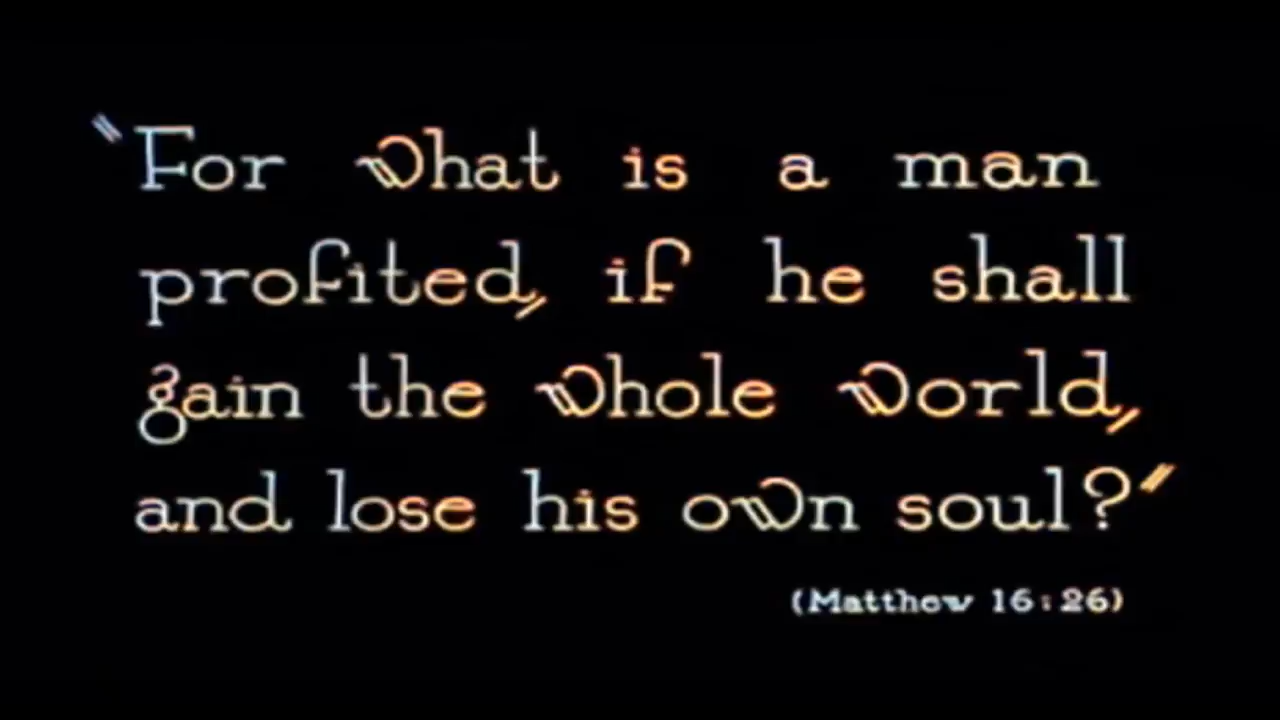 "For what is a man
profited, if he shall
gain the whole world,
and lose his own soul?"
(Matthew 16:26)